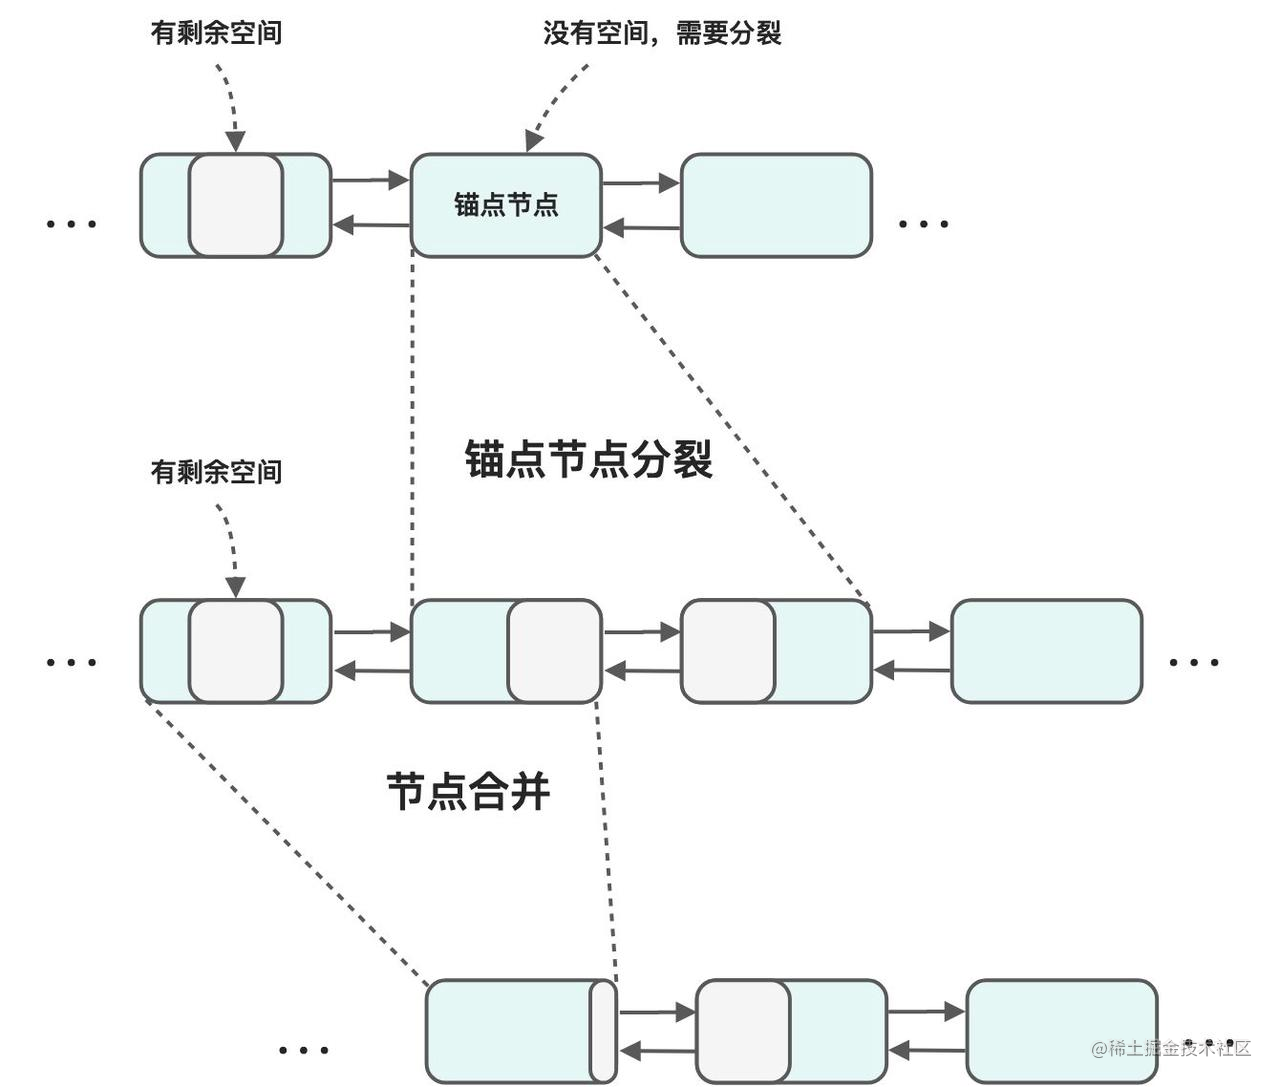 有剩余空间
没有空间，需要分裂
锚点节点
锚点节点分裂
有剩余空间
节点合并
@稀土掘金技术社区